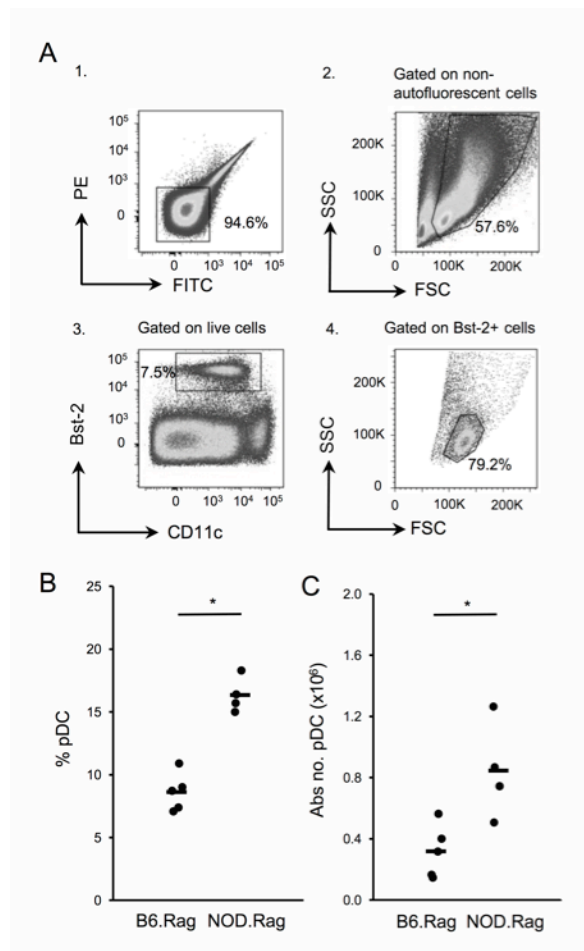 A
1.
10⁵
10⁴
10³
0
PE
94.6%
0 10³ 10⁴ 10⁵
FITC
2. Gated on non-
autofluorescent cells
200K
100K
0
SSC
57.6%
100K 200K
FSC
3. Gated on live cells
10⁵
10⁴
10³
0
Bst-2
7.5%
0 10³ 10⁴ 10⁵
CD11c
4. Gated on Bst-2+ cells
200K
100K
0
SSC
79.2%
0 100K 200K
FSC
B
25
20
15
10
5
0
% pDC
*
B6.Rag NOD.Rag
C
2.0
1.6
1.2
0.8
0.4
0.0
Abs no. pDC (x10⁶)
*
B6.Rag NOD.Rag